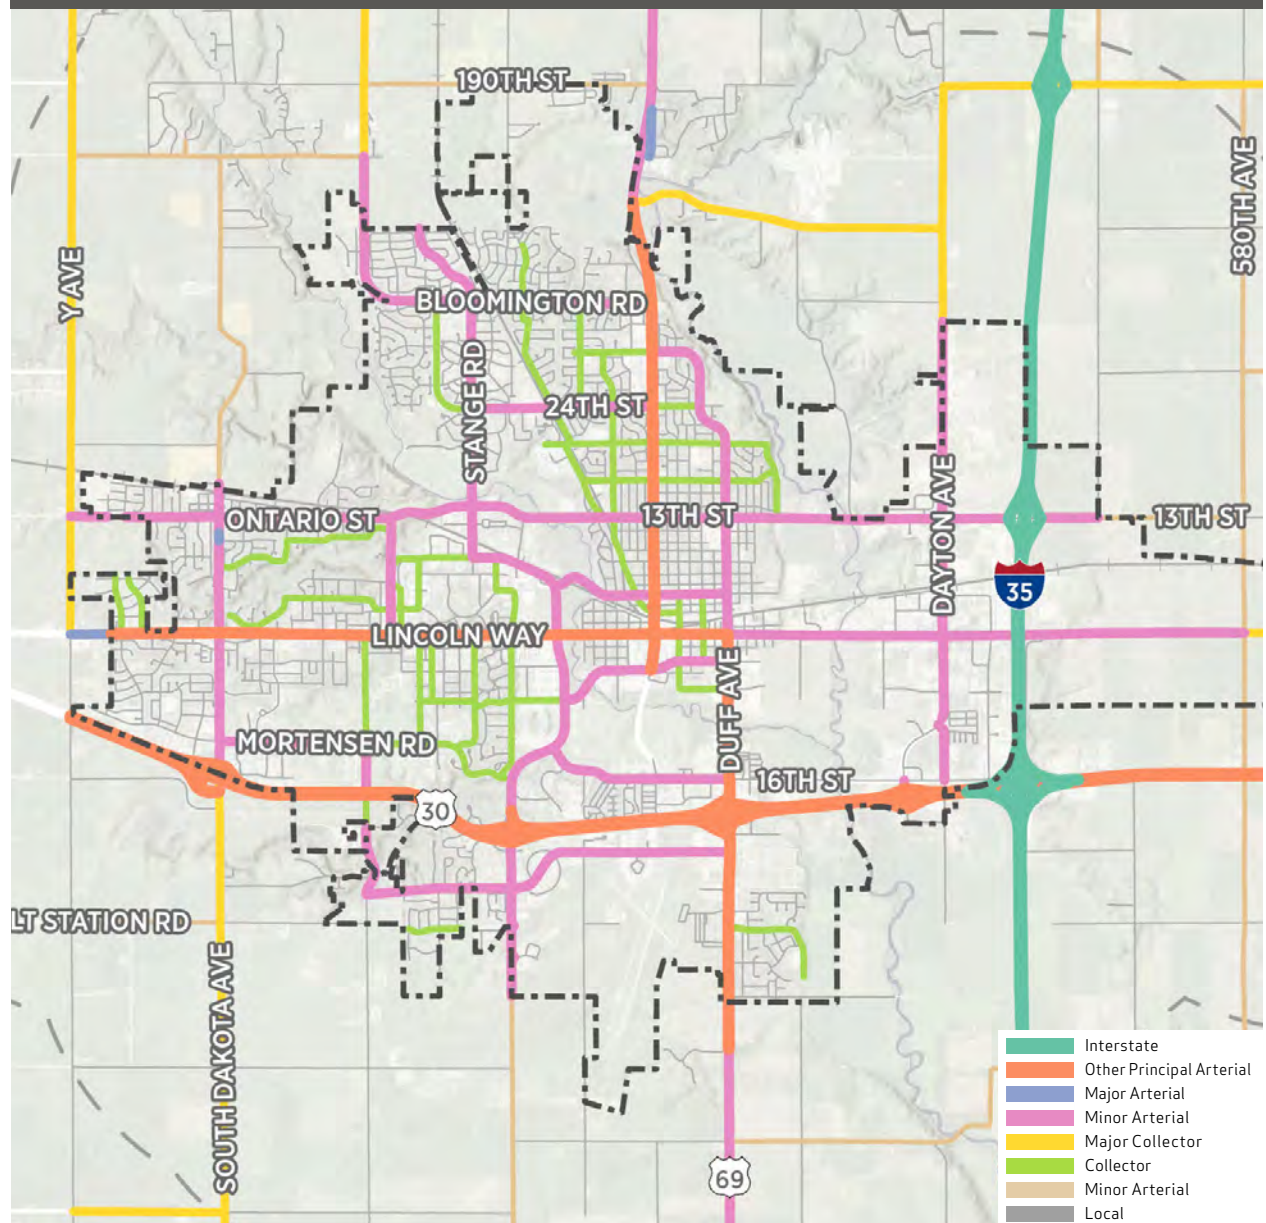 190TH ST
580TH AVE
Y AVE
BLOOMINGTON RD
STANGE RD
24TH ST
ONTARIO ST
13TH ST
13TH ST
DAYTON AVE
35
LINCOLN WAY
DUFF AVE
MORTENSEN RD
16TH ST
30
LT STATION RD
SOUTH DAKOTA AVE
69
Interstate
Other Principal Arterial
Major Arterial
Minor Arterial
Major Collector
Collector
Minor Arterial
Local